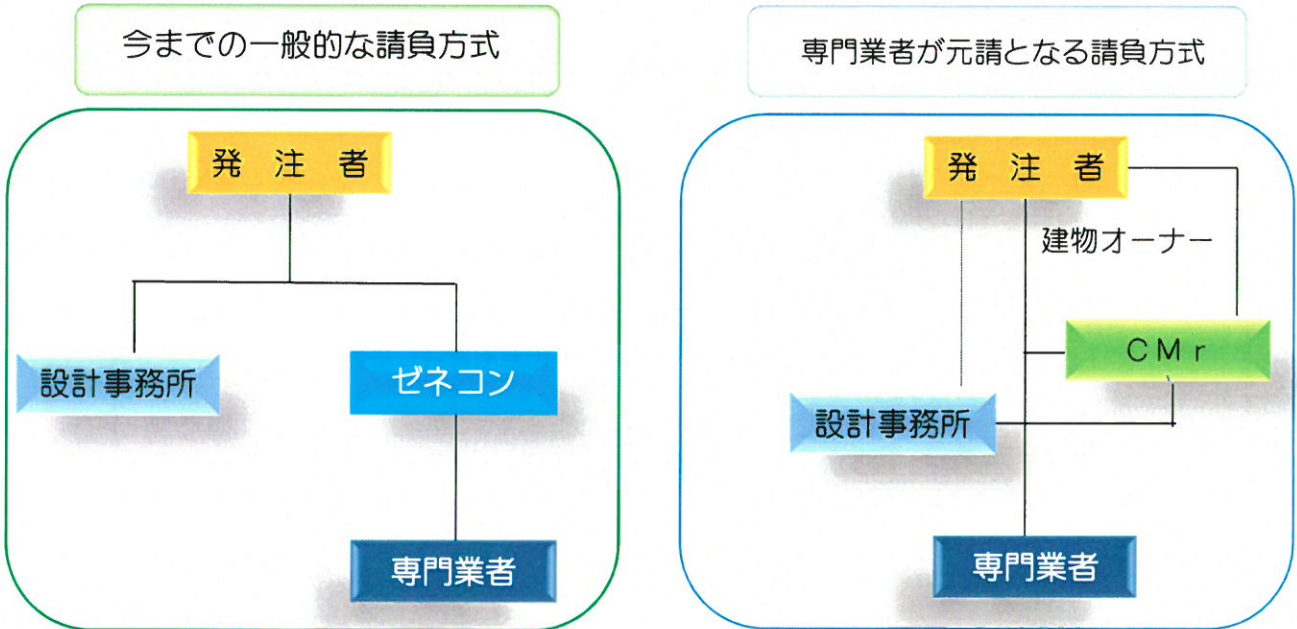 今までの一般的な請負方式
発 注 者
設計事務所
ゼネコン
専門業者
専門業者が元請となる請負方式
発 注 者
建物オーナー
CMr
設計事務所
専門業者